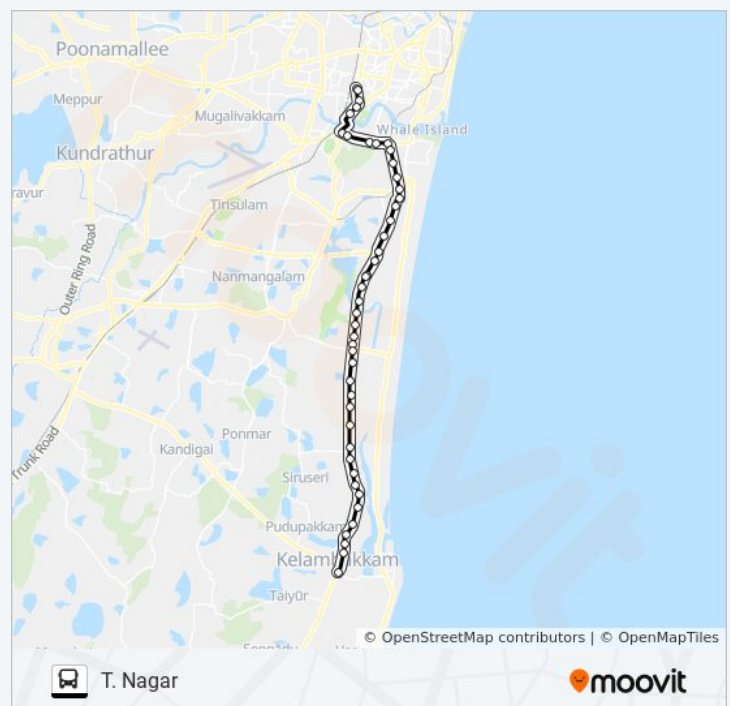 Poonamallee
Meppur
Mugalivakkam
Whale Island
Kundrathur
ravur
Tirisulam
Outer Ring Road
Nanmangalam
Ponmar
Trunk Road
Kandigai
Siruseri
Pudupakkam
Kelambakkam
Taiyūr
© OpenStreetMap contributors | © OpenMapTiles
T. Nagar
moovit